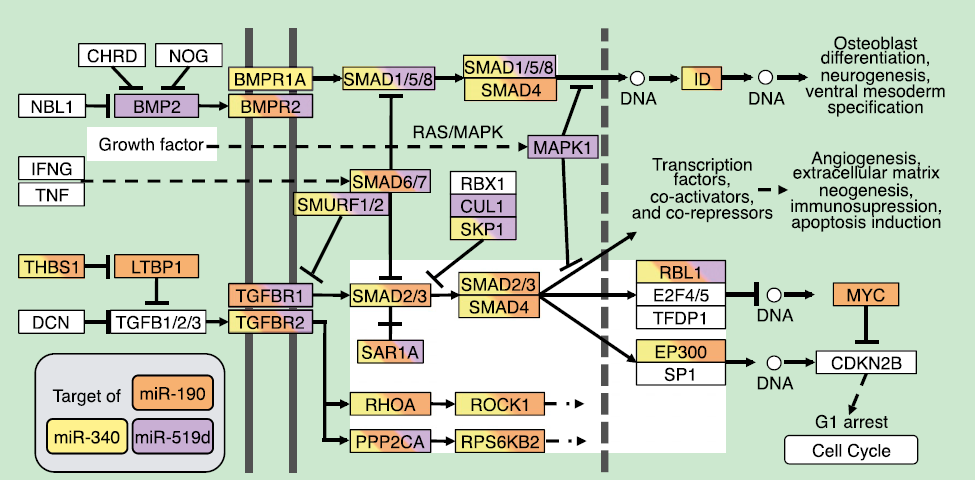 CHRD
NOG
NBL1
BMP2
BMPR1A
BMPR2
SMAD1/5/8
SMAD1/5/8
SMAD4
DNA
ID
DNA
Osteoblast
differentiation,
neurogenesis,
ventral mesoderm
specification
Growth factor
RAS/MAPK
MAPK1
IFNG
TNF
SMAD6/7
SMURF1/2
RBX1
CUL1
SKP1
Transcription
factors,
co-activators,
and co-repressors
Angiogenesis,
extracellular matrix
neogenesis,
immunosupression,
apoptosis induction
THBS1
LTBP1
DCN
TGFB1/2/3
TGFBR1
TGFBR2
SMAD2/3
SMAD2/3
SMAD4
SAR1A
RBL1
E2F4/5
TFDP1
DNA
MYC
EP300
SP1
DNA
CDKN2B
G1 arrest
Cell Cycle
RHOA
ROCK1
PPP2CA
RPS6KB2
Target of
miR-190
miR-340
miR-519d